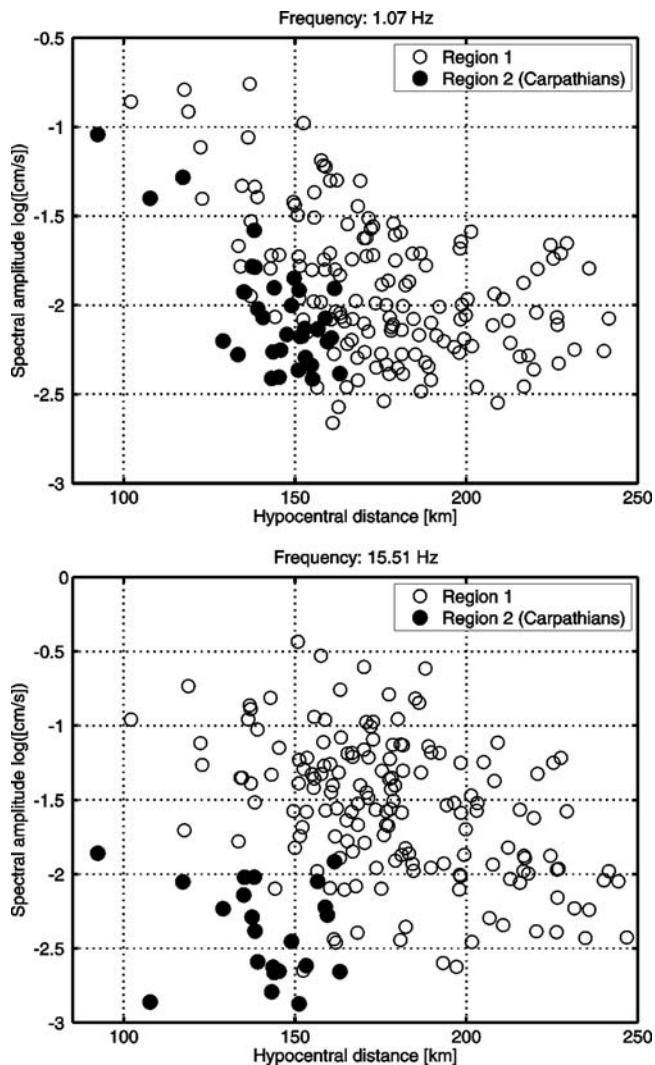 Frequency: 1.07 Hz
Region 1
Region 2 (Carpathians)
Spectral amplitude log([cm/s])
-0.5
-1
-1.5
-2
-2.5
-3
100
150
200
250
Hypocentral distance [km]
Frequency: 15.51 Hz
Region 1
Region 2 (Carpathians)
Spectral amplitude log([cm/s])
0
-0.5
-1
-1.5
-2
-2.5
-3
100
150
200
250
Hypocentral distance [km]